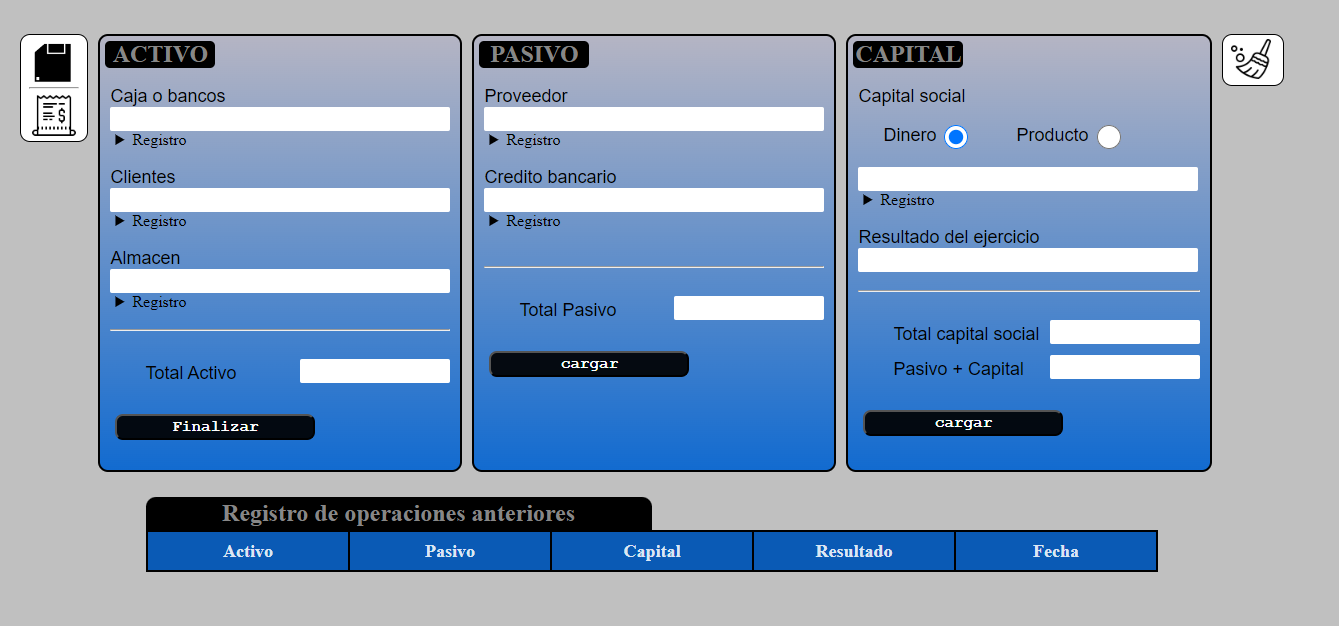 ACTIVO
Caja o bancos
Registro
Clientes
Registro
Almacen
Registro
Total Activo
Finalizar
PASIVO
Proveedor
Registro
Credito bancario
Registro
Total Pasivo
cargar
CAPITAL
Capital social
Dinero Producto
Registro
Resultado del ejercicio
Total capital social
Pasivo + Capital
cargar
$
Registro de operaciones anteriores
Activo Pasivo Capital Resultado Fecha